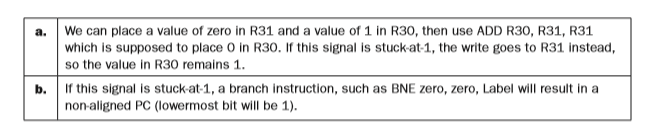 a. We can place a value of zero in R31 and a value of 1 in R30, then use ADD R30, R31, R31
which is supposed to place 0 in R30. If this signal is stuck-at-1, the write goes to R31 instead,
so the value in R30 remains 1.
b. If this signal is stuck-at-1, a branch instruction, such as BNE zero, zero, Label will result in a
non-aligned PC (lowermost bit will be 1).